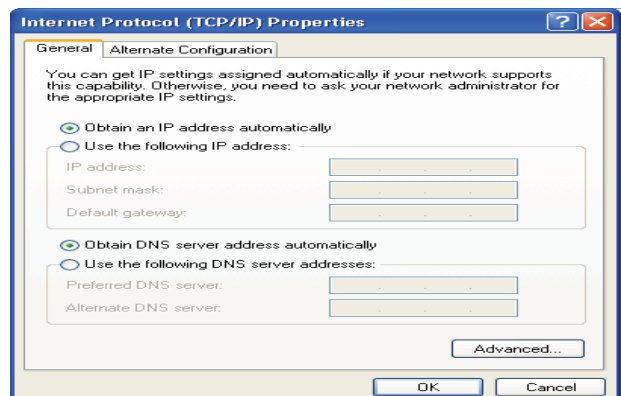 Internet Protocol (TCP/IP) Properties
General
Alternate Configuration
You can get IP settings assigned automatically if your network supports
this capability. Otherwise, you need to ask your network administrator for
the appropriate IP settings.
Obtain an IP address automatically
Use the following IP address:
IP address:
Subnet mask:
Default gateway:
Obtain DNS server address automatically
Use the following DNS server addresses:
Preferred DNS server:
Alternate DNS server:
Advanced...
OK
Cancel